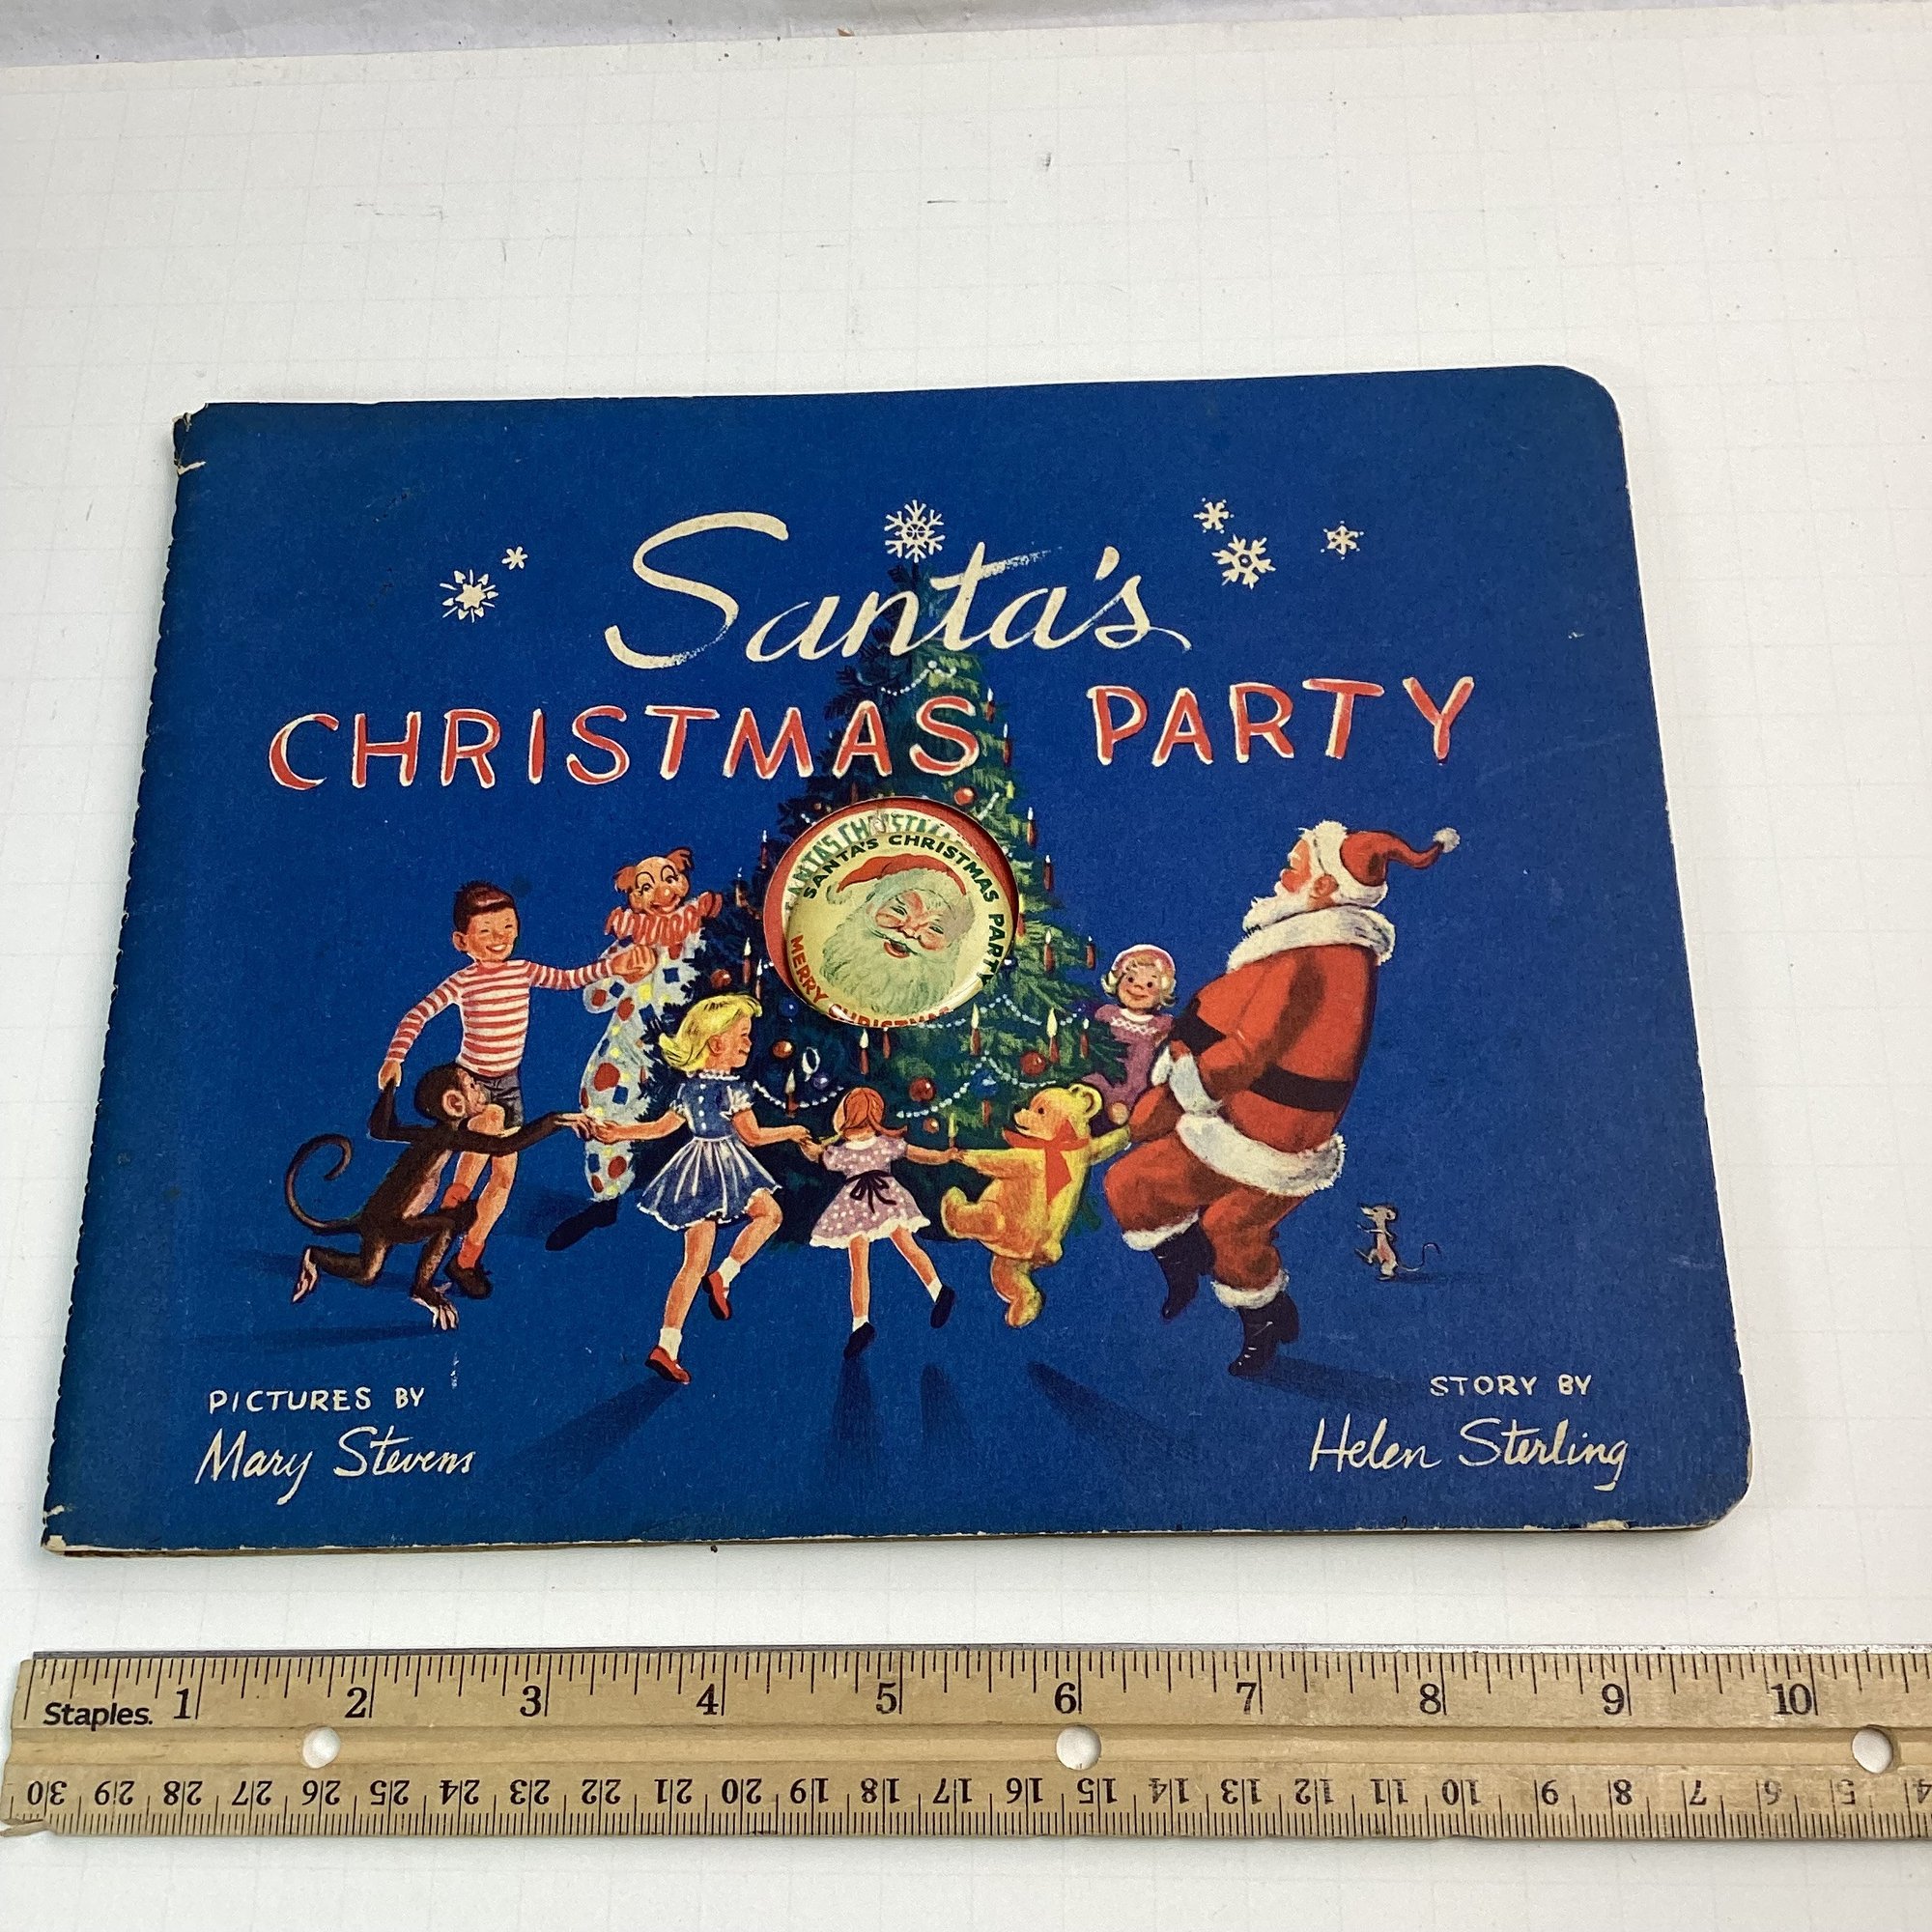 Santa's
CHRISTMAS PARTY
SANTA'S CHRISTMAS PARTY
MERRY CHRISTMAS
PICTURES BY
Mary Stevens
STORY BY
Helen Sterling
Staples. 1 2 3 4 5 6 7 8 9 10
30 29 28 27 26 25 24 23 22 21 20 19 18 17 16 15 14 13 12 11 10 9 8 7 6 5 4